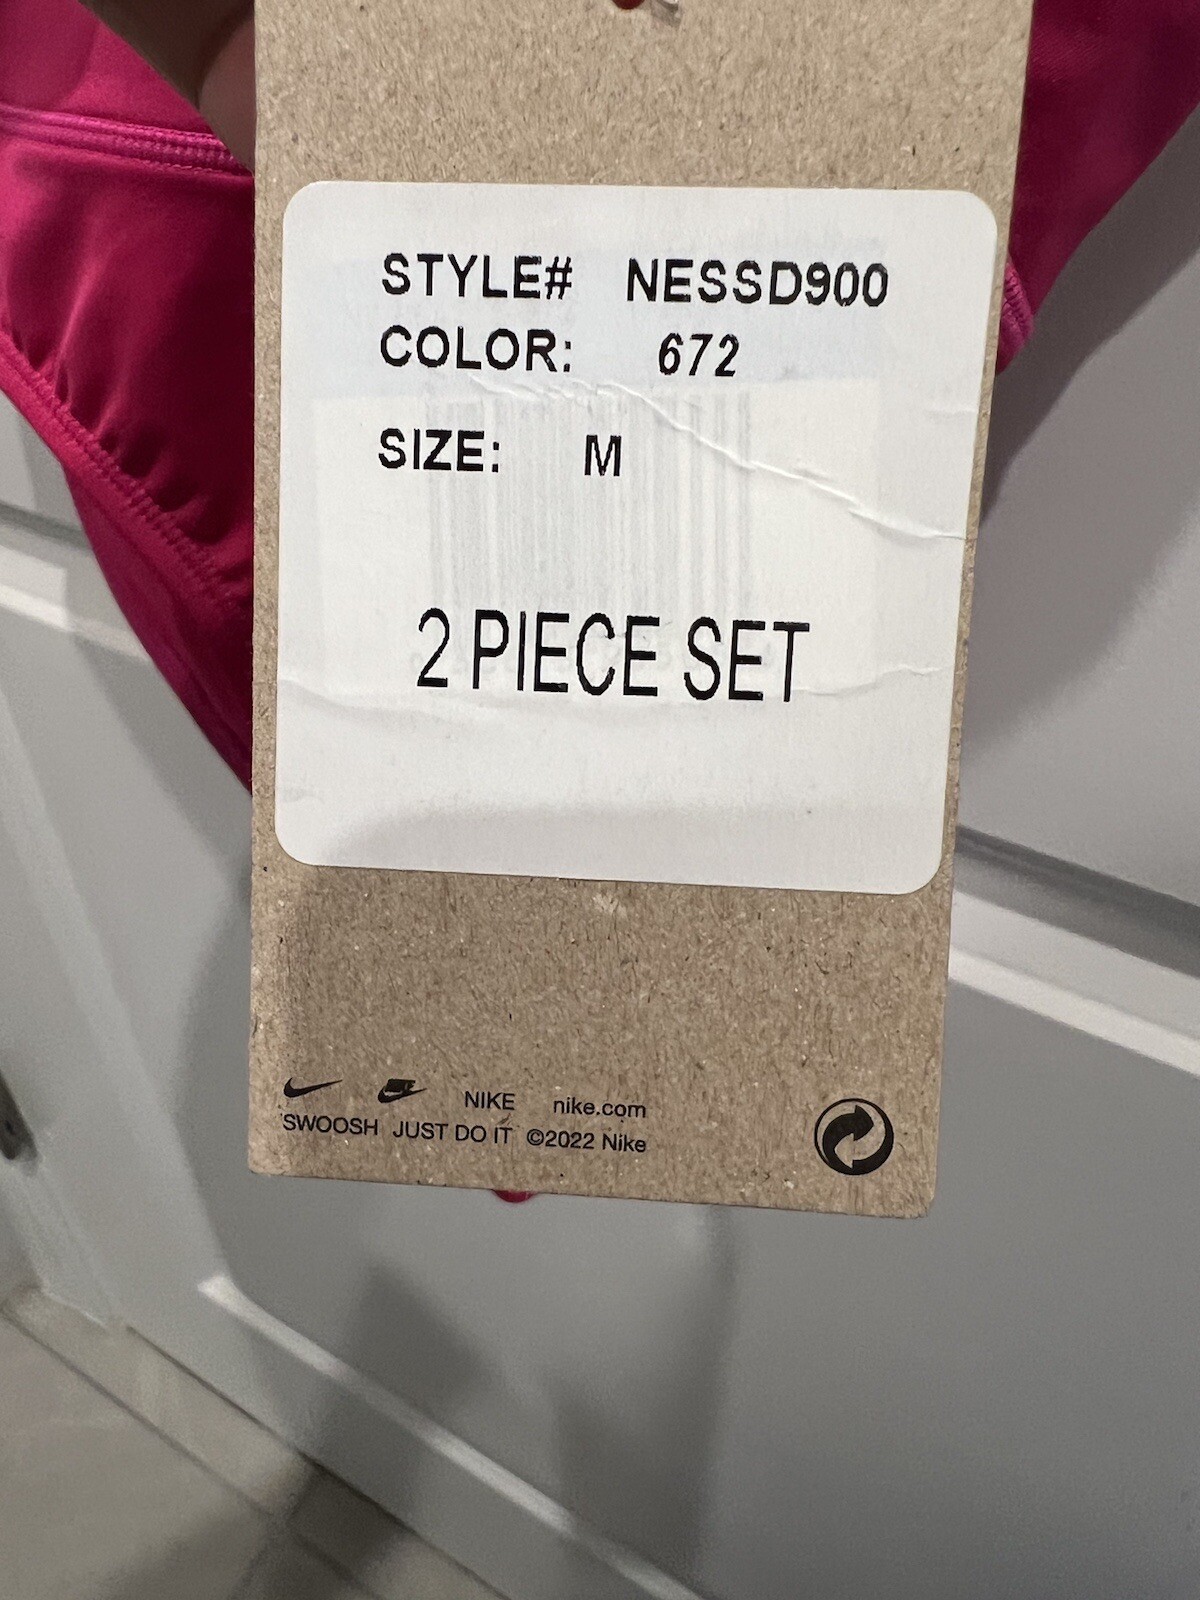 STYLE# NESSD900
COLOR: 672
SIZE: M
2 PIECE SET
NIKE nike.com
SWOOSH JUST DO IT ©2022 Nike